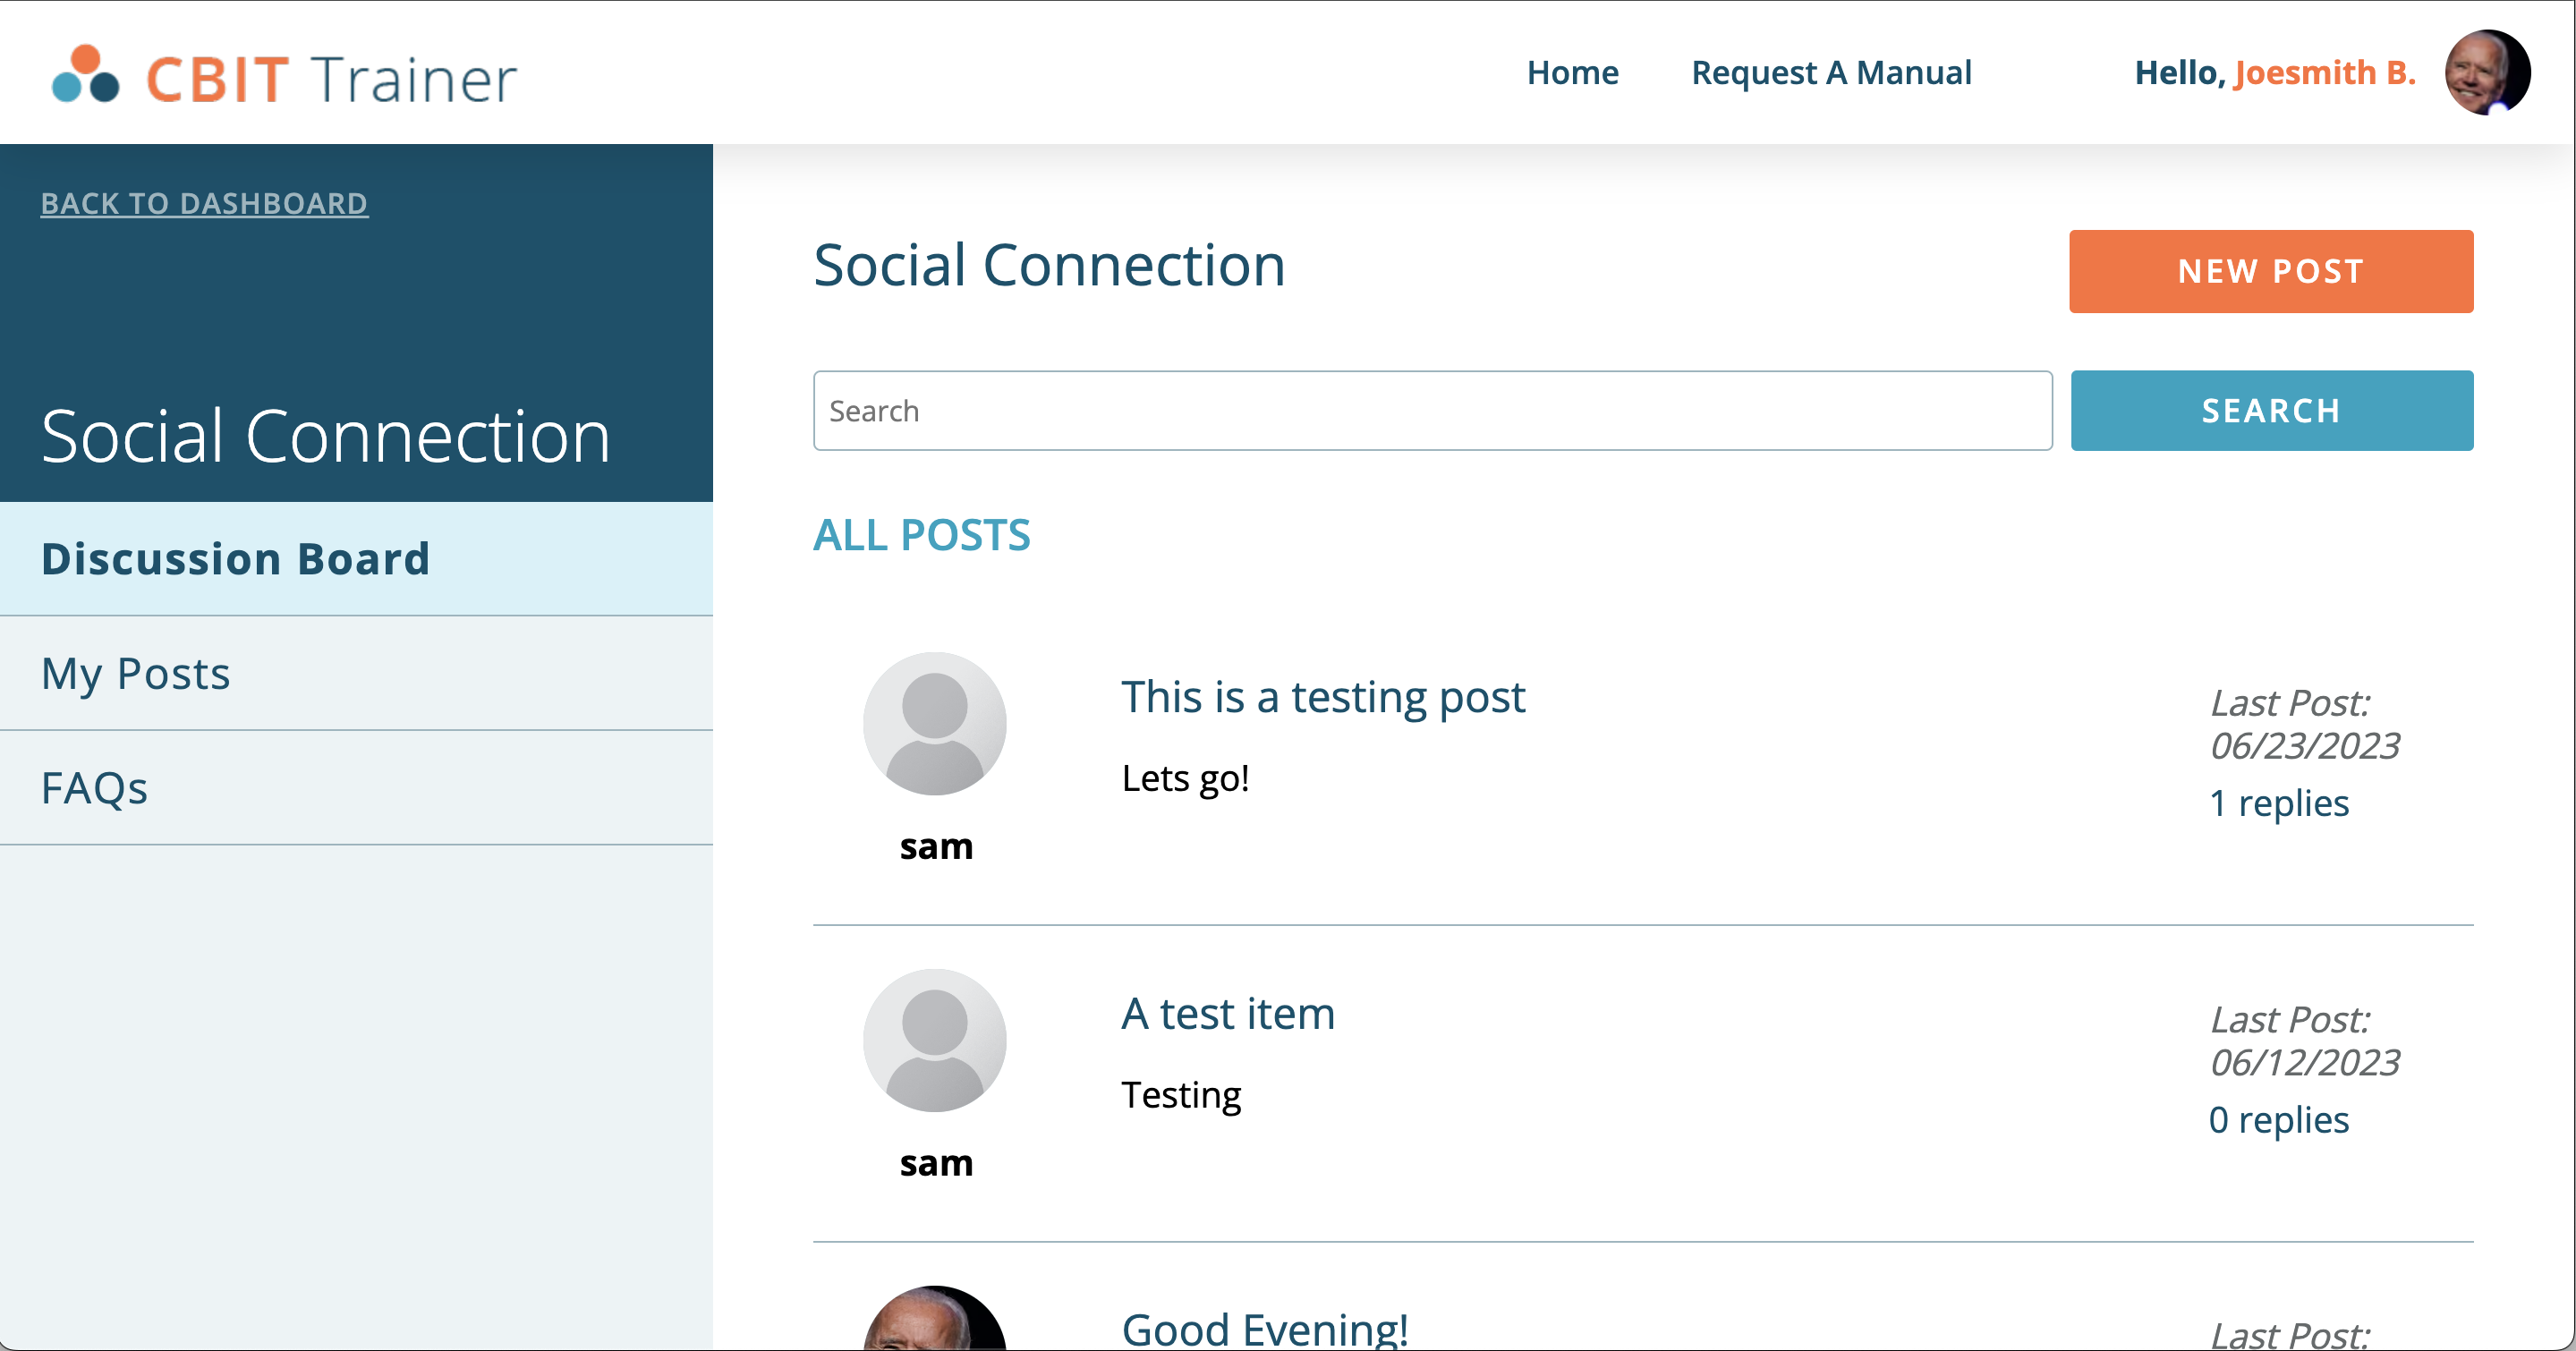 CBIT Trainer
Home
Request A Manual
Hello, Joesmith B.
BACK TO DASHBOARD
Social Connection
Discussion Board
My Posts
FAQs
Social Connection
NEW POST
Search
SEARCH
ALL POSTS
This is a testing post
Lets go!
sam
Last Post:
06/23/2023
1 replies
A test item
Testing
sam
Last Post:
06/12/2023
0 replies
Good Evening!
Last Post: